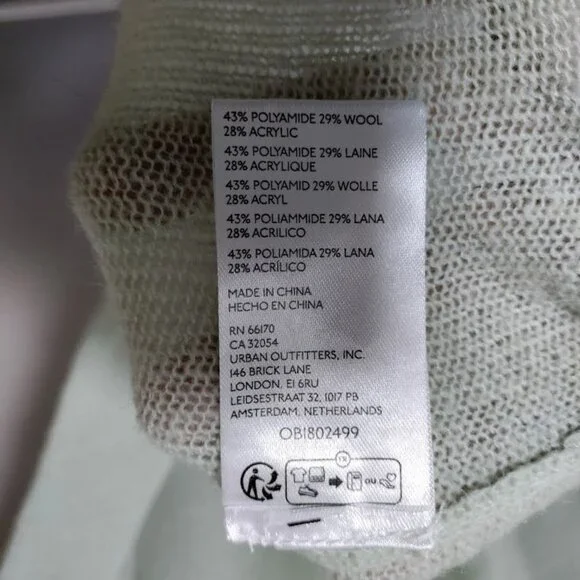 43% POLYAMIDE 29% WOOL
28% ACRYLIC
43% POLYAMIDE 29% LAINE
28% ACRYLIQUE
43% POLYAMID 29% WOLLE
28% ACRYL
43% POLIAMMIDE 29% LANA
28% ACRILICO
43% POLIAMIDA 29% LANA
28% ACRÍLICO
MADE IN CHINA
HECHO EN CHINA
RN 66170
CA 32054
URBAN OUTFITTERS, INC.
146 BRICK LANE
LONDON, E1 6RU
LEIDSESTRAAT 32, 1017 PB
AMSTERDAM, NETHERLANDS
OB1802499
FR
OU